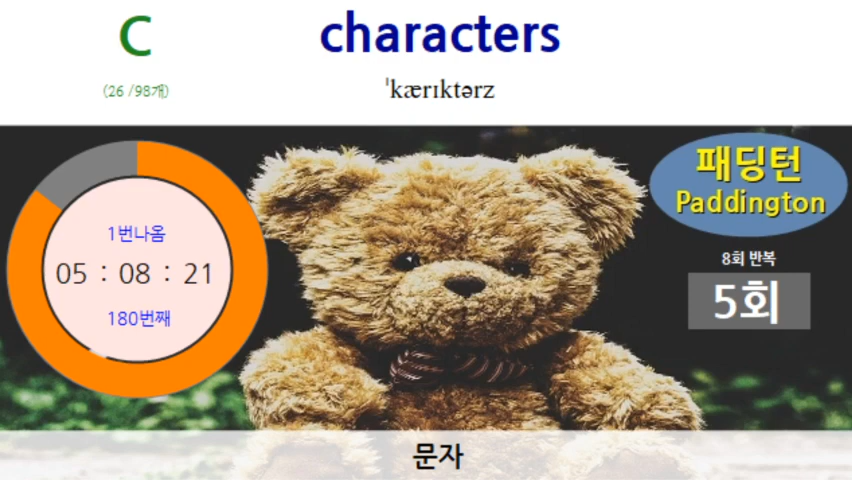 C
characters
(26 /98개)
ˈkærɪktərz
패딩턴
Paddington
1번나옴
05 : 08 : 21
180번째
8회 반복
5회
문자